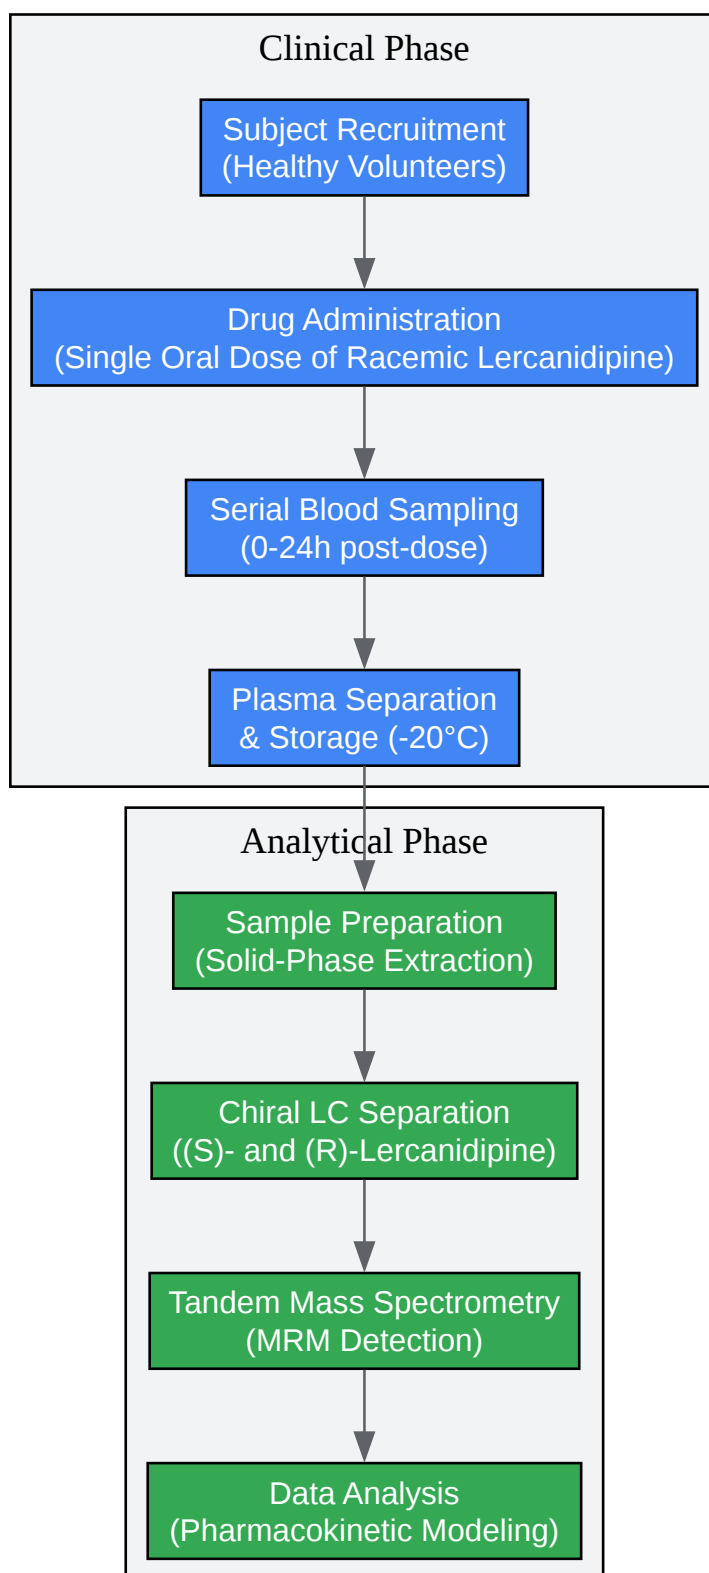 Clinical Phase
Subject Recruitment
(Healthy Volunteers)
Drug Administration
(Single Oral Dose of Racemic Lercanidipine)
Serial Blood Sampling
(0-24h post-dose)
Plasma Separation
& Storage (-20°C)
Analytical Phase
Sample Preparation
(Solid-Phase Extraction)
Chiral LC Separation
((S)- and (R)-Lercanidipine)
Tandem Mass Spectrometry
(MRM Detection)
Data Analysis
(Pharmacokinetic Modeling)